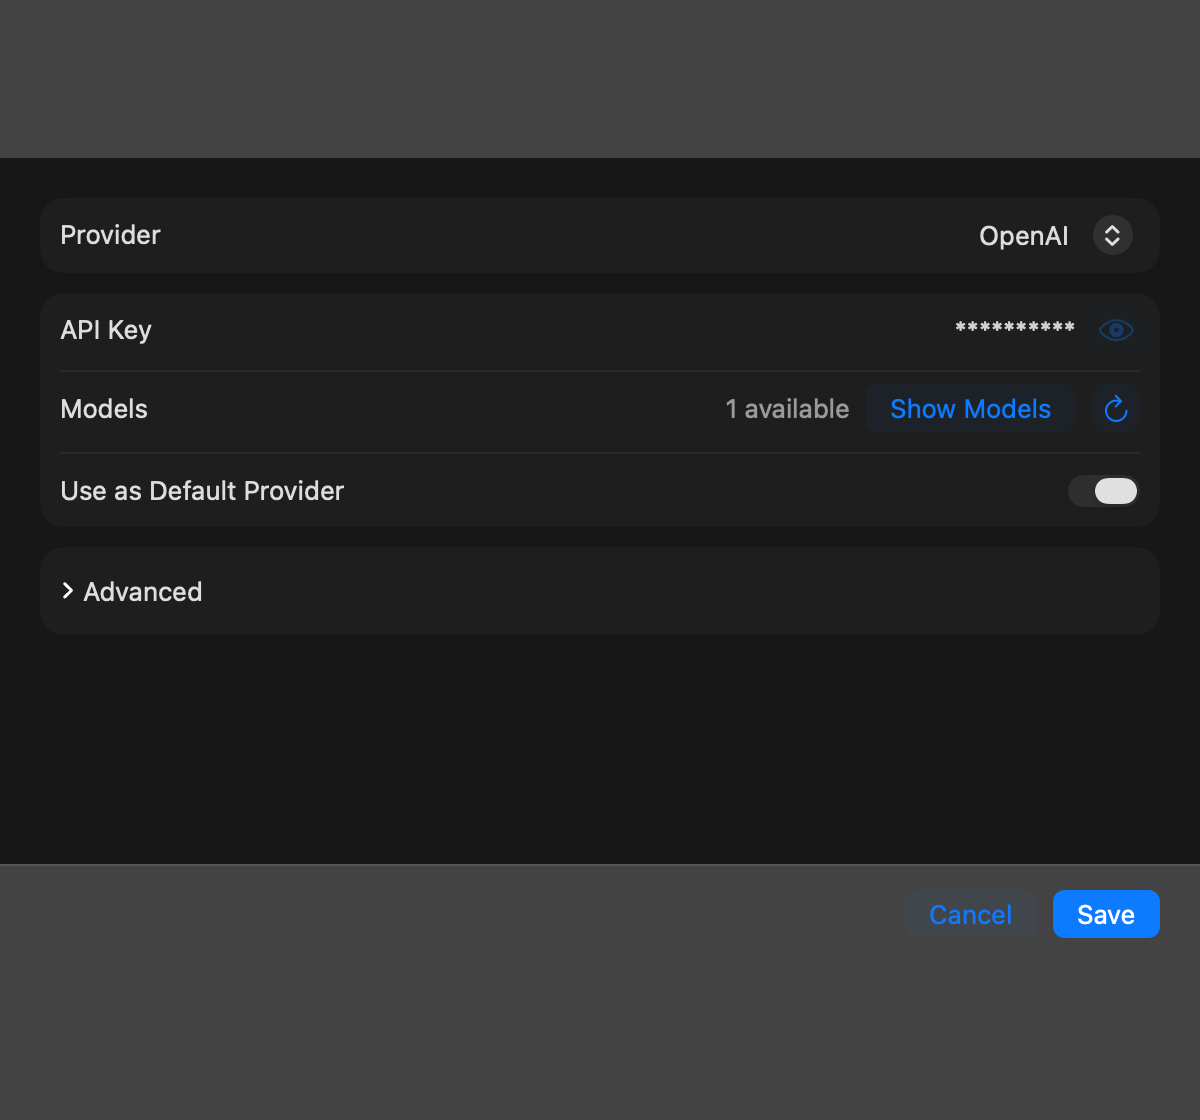 Provider OpenAI
API Key **********
Models 1 available Show Models
Use as Default Provider
Advanced
Cancel Save